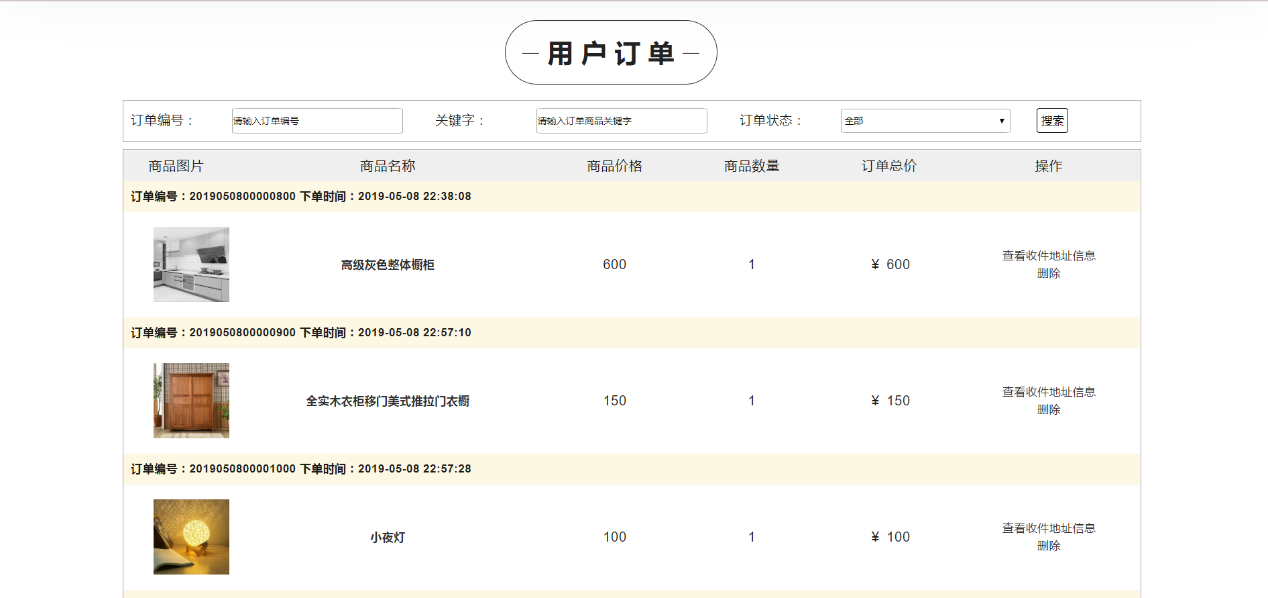 — 用户订单 —
订单编号： 请输入订单编号 关键字： 请输入订单商品关键字 订单状态： 全部 搜索
商品图片 商品名称 商品价格 商品数量 订单总价 操作
订单编号：2019050800000800 下单时间：2019-05-08 22:38:08
高级灰色整体橱柜 600 1 ¥ 600 查看收件地址信息
删除
订单编号：2019050800000900 下单时间：2019-05-08 22:57:10
全实木衣柜移门美式推拉门衣橱 150 1 ¥ 150 查看收件地址信息
删除
订单编号：2019050800001000 下单时间：2019-05-08 22:57:28
小夜灯 100 1 ¥ 100 查看收件地址信息
删除